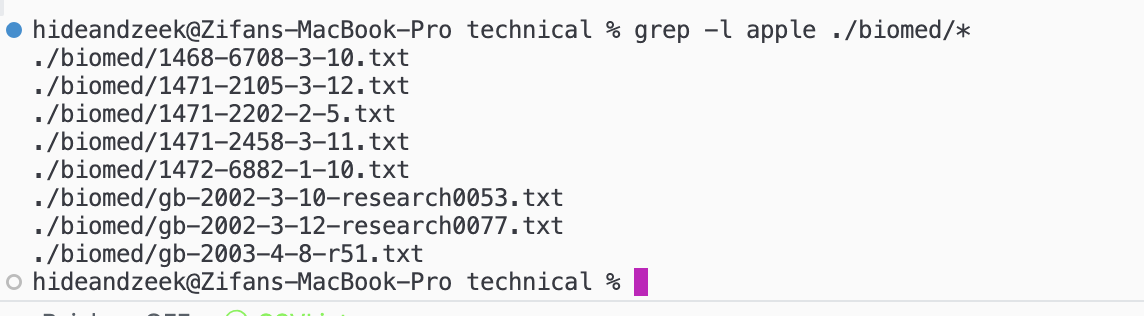 hideandzeek@Zifans-MacBook-Pro technical % grep -l apple ./biomed/*
./biomed/1468-6708-3-10.txt
./biomed/1471-2105-3-12.txt
./biomed/1471-2202-2-5.txt
./biomed/1471-2458-3-11.txt
./biomed/1472-6882-1-10.txt
./biomed/gb-2002-3-10-research0053.txt
./biomed/gb-2002-3-12-research0077.txt
./biomed/gb-2003-4-8-r51.txt
hideandzeek@Zifans-MacBook-Pro technical %